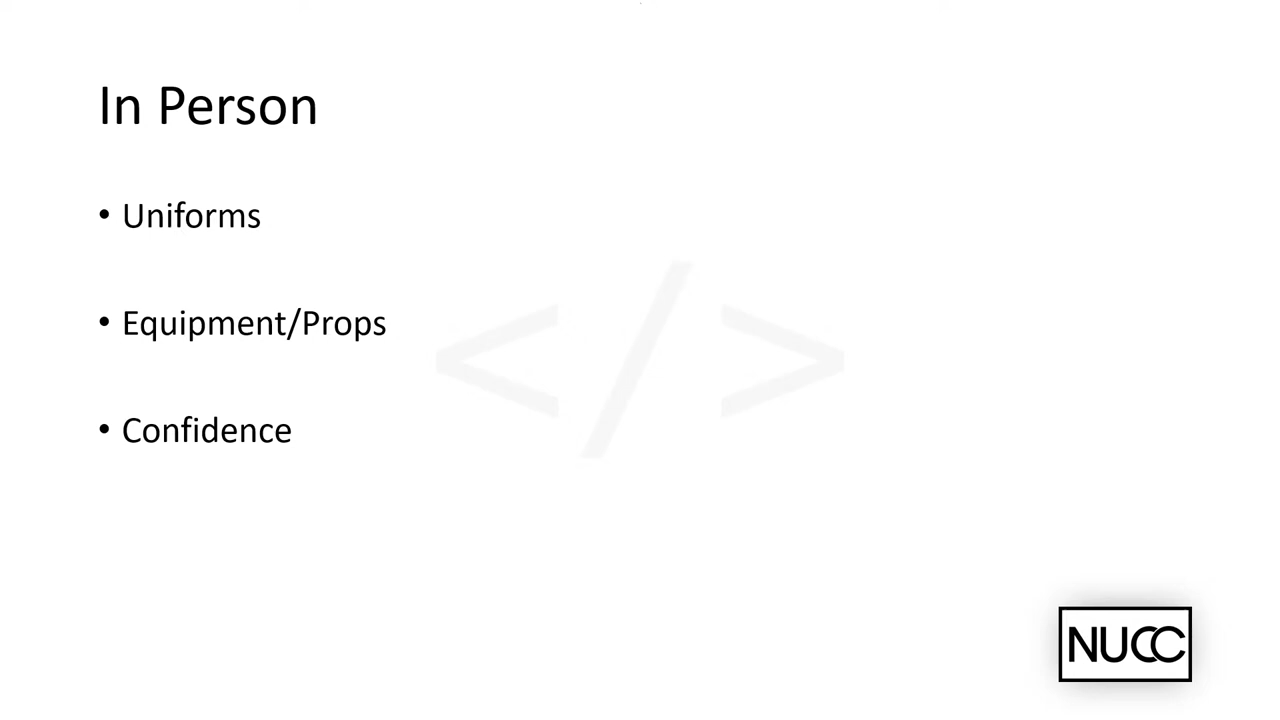 In Person
• Uniforms
• Equipment/Props
• Confidence
</>
NUCC